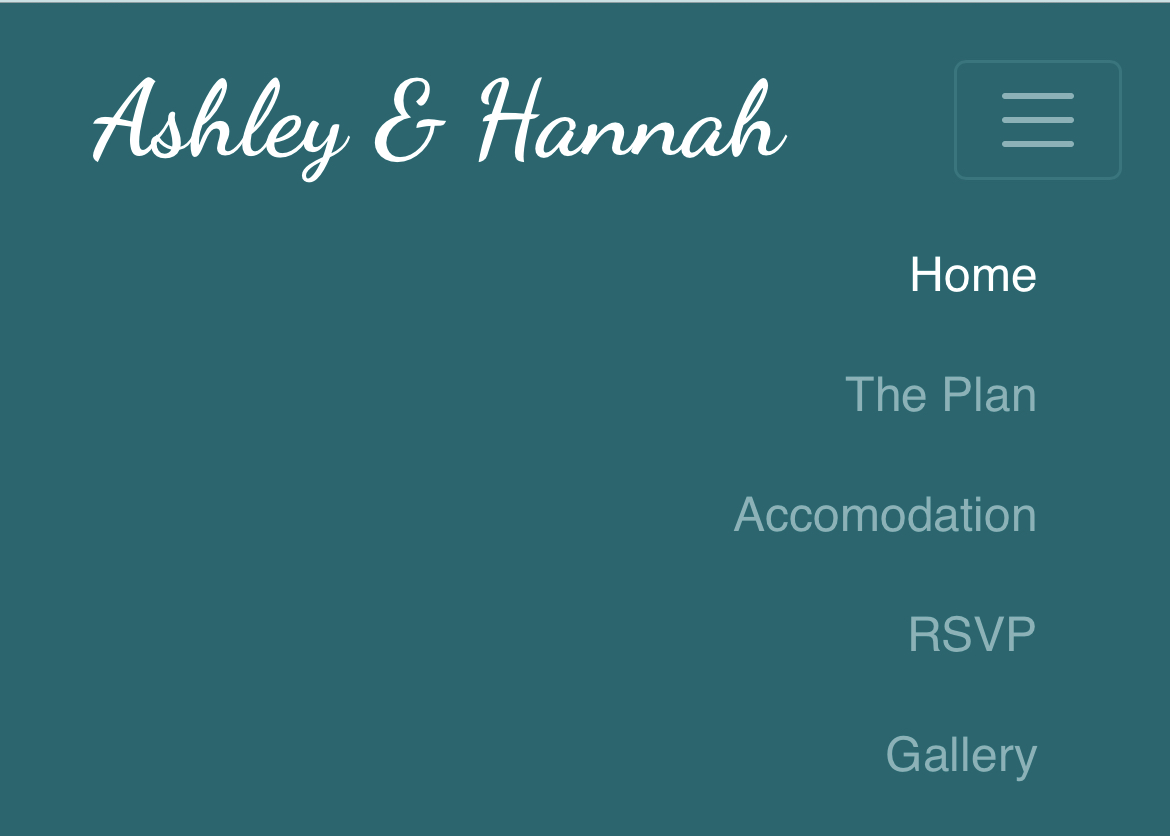 Ashley & Hannah
Home
The Plan
Accomodation
RSVP
Gallery